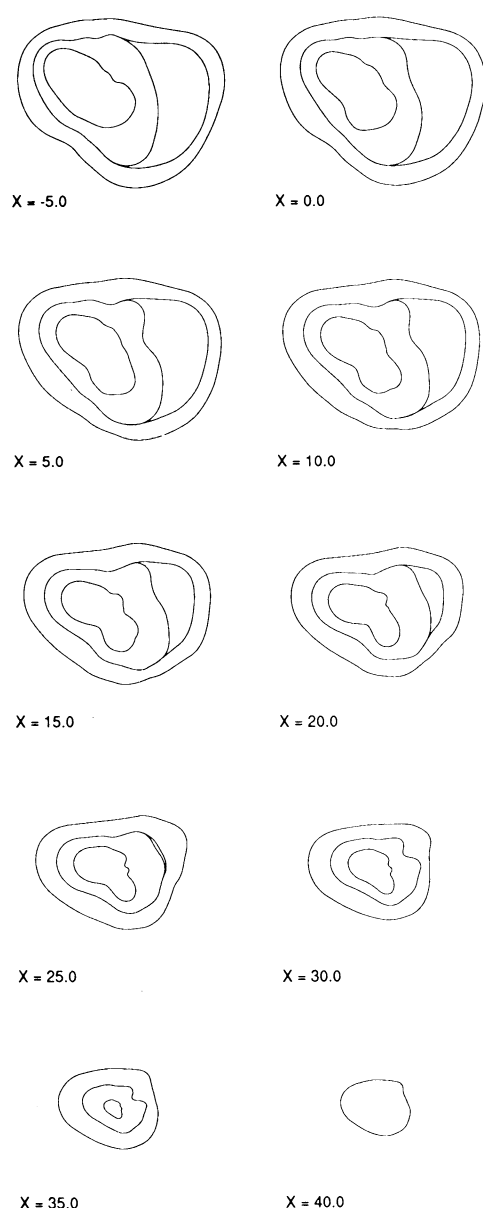 X = -5.0
X = 0.0
X = 5.0
X = 10.0
X = 15.0
X = 20.0
X = 25.0
X = 30.0
X = 35.0
X = 40.0